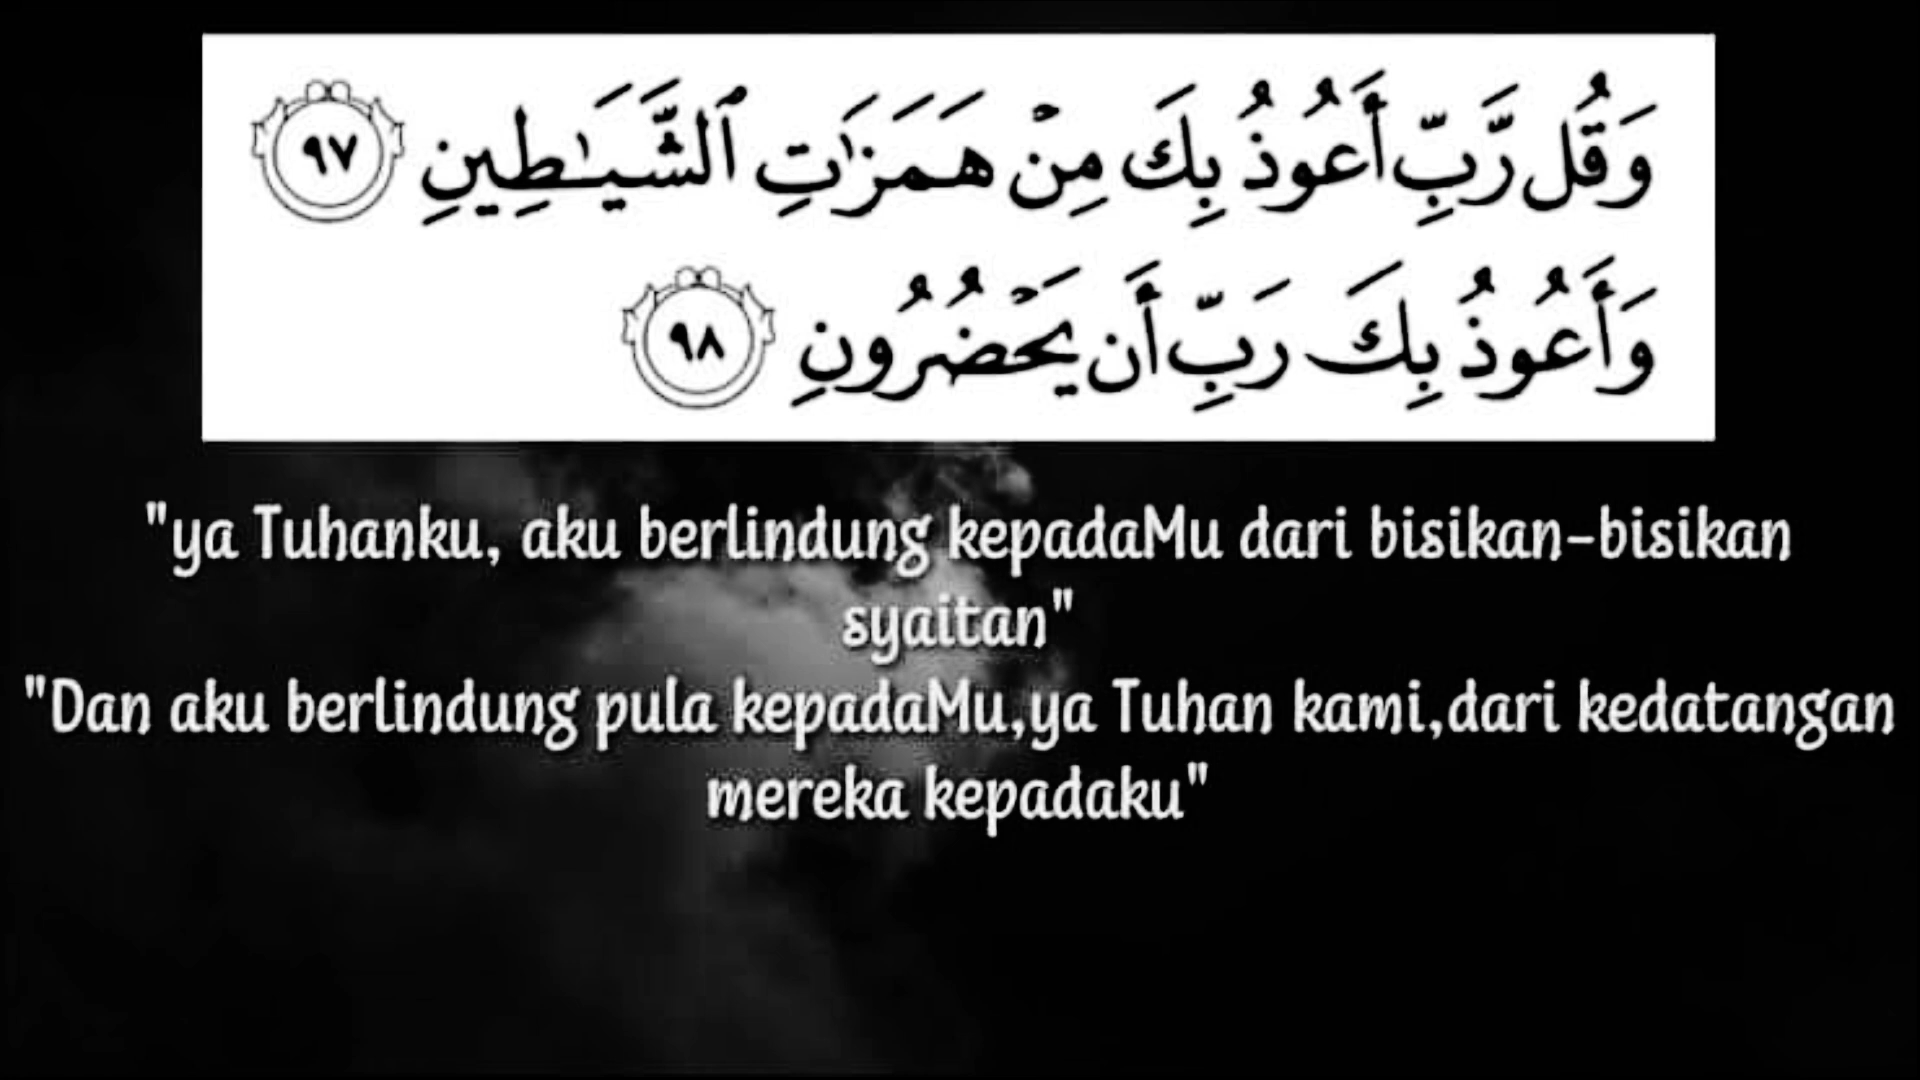 وَقُل رَّبِّ أَعُوذُ بِكَ مِنْ هَمَزَٰتِ ٱلشَّيَـٰطِينِ ٩٧
وَأَعُوذُ بِكَ رَبِّ أَن يَحْضُرُونِ ٩٨
"ya Tuhanku, aku berlindung kepadaMu dari bisikan-bisikan
syaitan"
"Dan aku berlindung pula kepadaMu,ya Tuhan kami,dari kedatangan
mereka kepadaku"